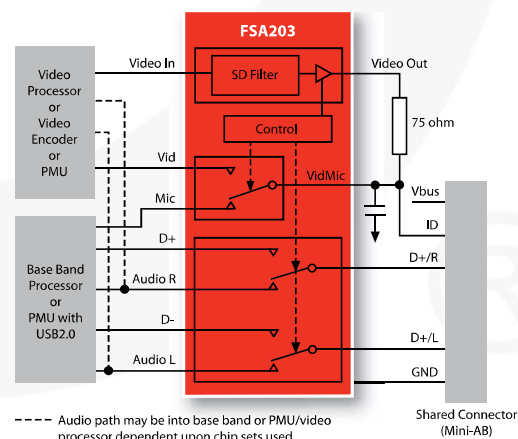 FSA203
Video In
Video Out
Video
Processor
or
Video
Encoder
or
PMU
SD Filter
75 ohm
Control
Vid
VidMic
Mic
Vbus
ID
D+
D+/R
Base Band
Processor
or
PMU with
USB2.0
Audio R
D-
D+/L
Audio L
GND
Shared Connector
(Mini-AB)
Audio path may be into base band or PMU/video
processor dependent upon chip sets used